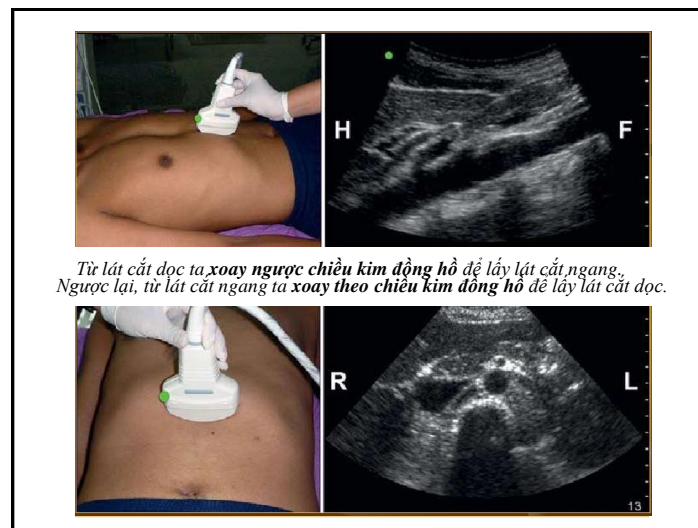 H
F
Từ lát cắt dọc ta xoay ngược chiều kim đồng hồ để lấy lát cắt ngang.
Ngược lại, từ lát cắt ngang ta xoay theo chiều kim đồng hồ để lấy lát cắt dọc.
R
L
13